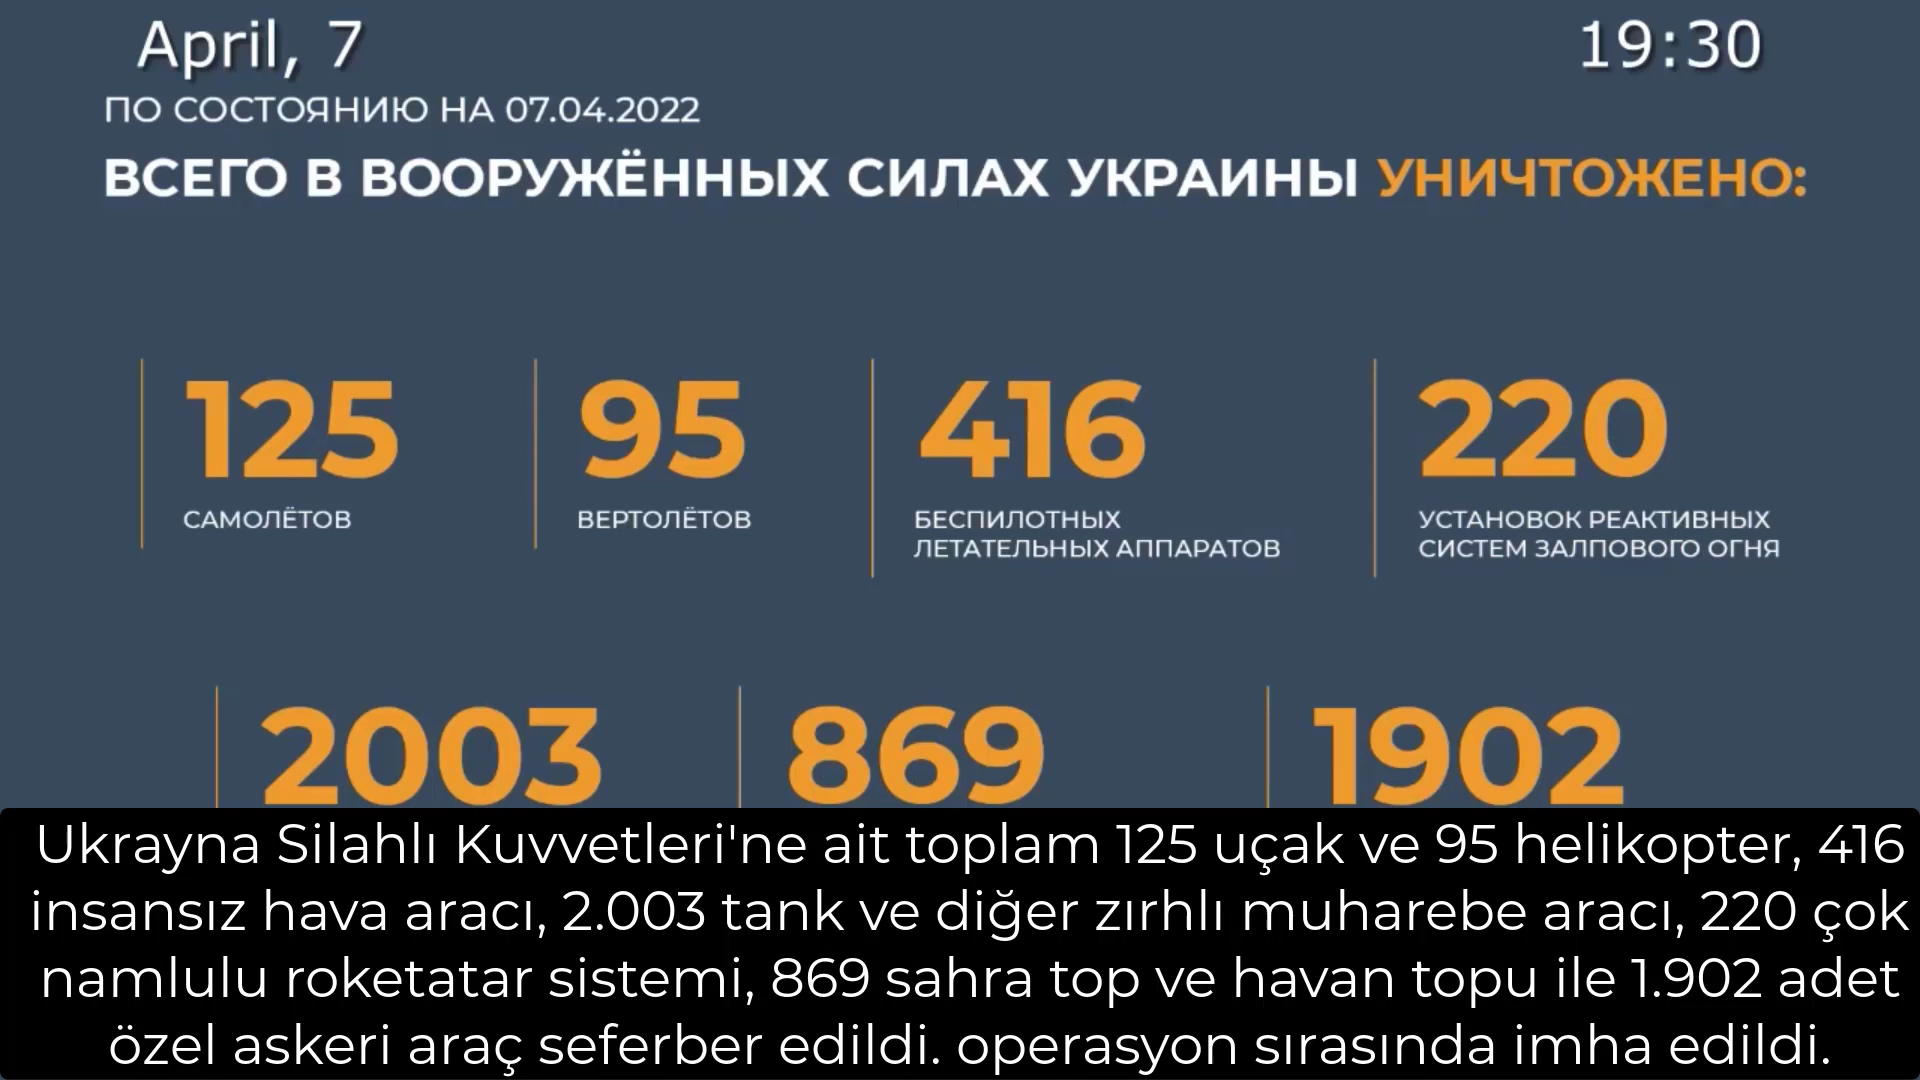 April, 7
19:30
ПО СОСТОЯНИЮ НА 07.04.2022
ВСЕГО В ВООРУЖЁННЫХ СИЛАХ УКРАИНЫ УНИЧТОЖЕНО:
125
95
416
220
САМОЛЁТОВ
ВЕРТОЛЁТОВ
БЕСПИЛОТНЫХ
ЛЕТАТЕЛЬНЫХ АППАРАТОВ
УСТАНОВОК РЕАКТИВНЫХ
СИСТЕМ ЗАЛПОВОГО ОГНЯ
2003
869
1902
Ukrayna Silahlı Kuvvetleri'ne ait toplam 125 uçak ve 95 helikopter, 416
insansız hava aracı, 2.003 tank ve diğer zırhlı muharebe aracı, 220 çok
namlulu roketatar sistemi, 869 sahra top ve havan topu ile 1.902 adet
özel askeri araç seferber edildi. operasyon sırasında imha edildi.